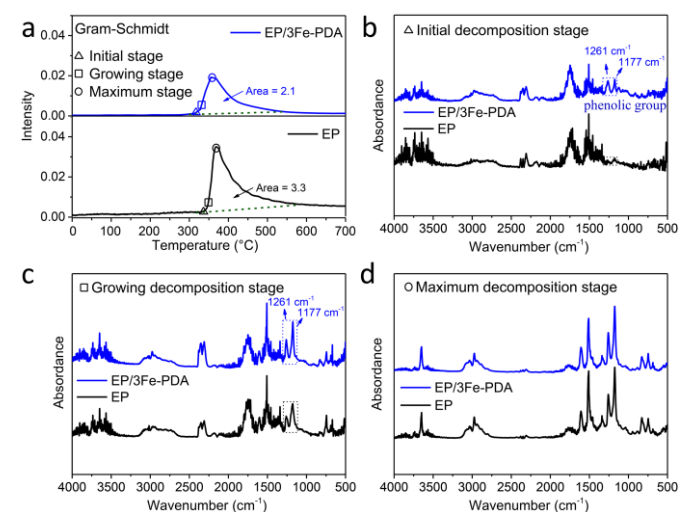 a
Gram-Schmidt
EP/3Fe-PDA
△ Initial stage
□ Growing stage
○ Maximum stage
Area = 2.1
EP
Area = 3.3
0.04
0.02
0.00
0.04
0.02
0.00
Intensity
0 100 200 300 400 500 600 700
Temperature (°C)
b
△ Initial decomposition stage
1261 cm⁻¹
1177 cm⁻¹
phenolic group
EP/3Fe-PDA
EP
Absordance
4000 3500 3000 2500 2000 1500 1000 500
Wavenumber (cm⁻¹)
c
□ Growing decomposition stage
1261 cm⁻¹
1177 cm⁻¹
EP/3Fe-PDA
EP
Absordance
4000 3500 3000 2500 2000 1500 1000 500
Wavenumber (cm⁻¹)
d
○ Maximum decomposition stage
EP/3Fe-PDA
EP
Absordance
4000 3500 3000 2500 2000 1500 1000 500
Wavenumber (cm⁻¹)